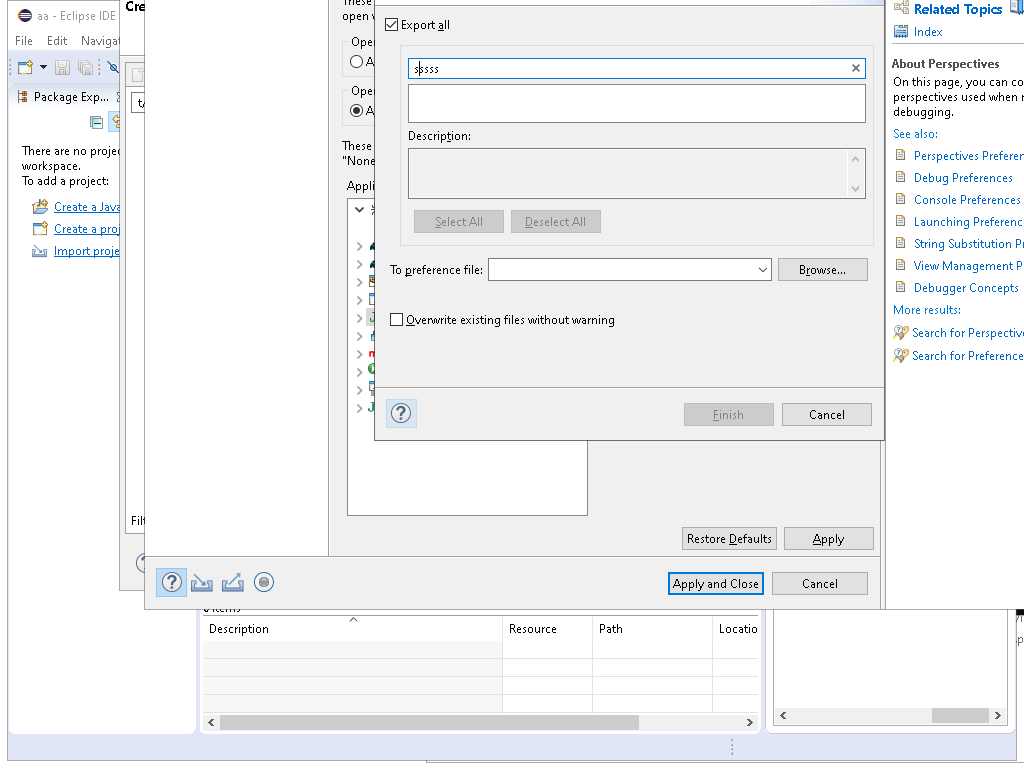 aa - Eclipse IDE
File Edit Navigat
Package Exp...
There are no projec
workspace.
To add a project:
Create a Java
Create a proj
Import proje
Cre
t/
Filt
These
open v
Oper
A
Oper
A
These
"None
Appli
Export all
sssss
Description:
Select All
Deselect All
To preference file:
Browse...
Overwrite existing files without warning
Finish
Cancel
Restore Defaults
Apply
Apply and Close
Cancel
Related Topics
Index
About Perspectives
On this page, you can co
perspectives used when r
debugging.
See also:
Perspectives Preferen
Debug Preferences
Console Preferences
Launching Preferenc
String Substitution Pr
View Management P
Debugger Concepts
More results:
Search for Perspective
Search for Preference
items
Description Resource Path Locatio